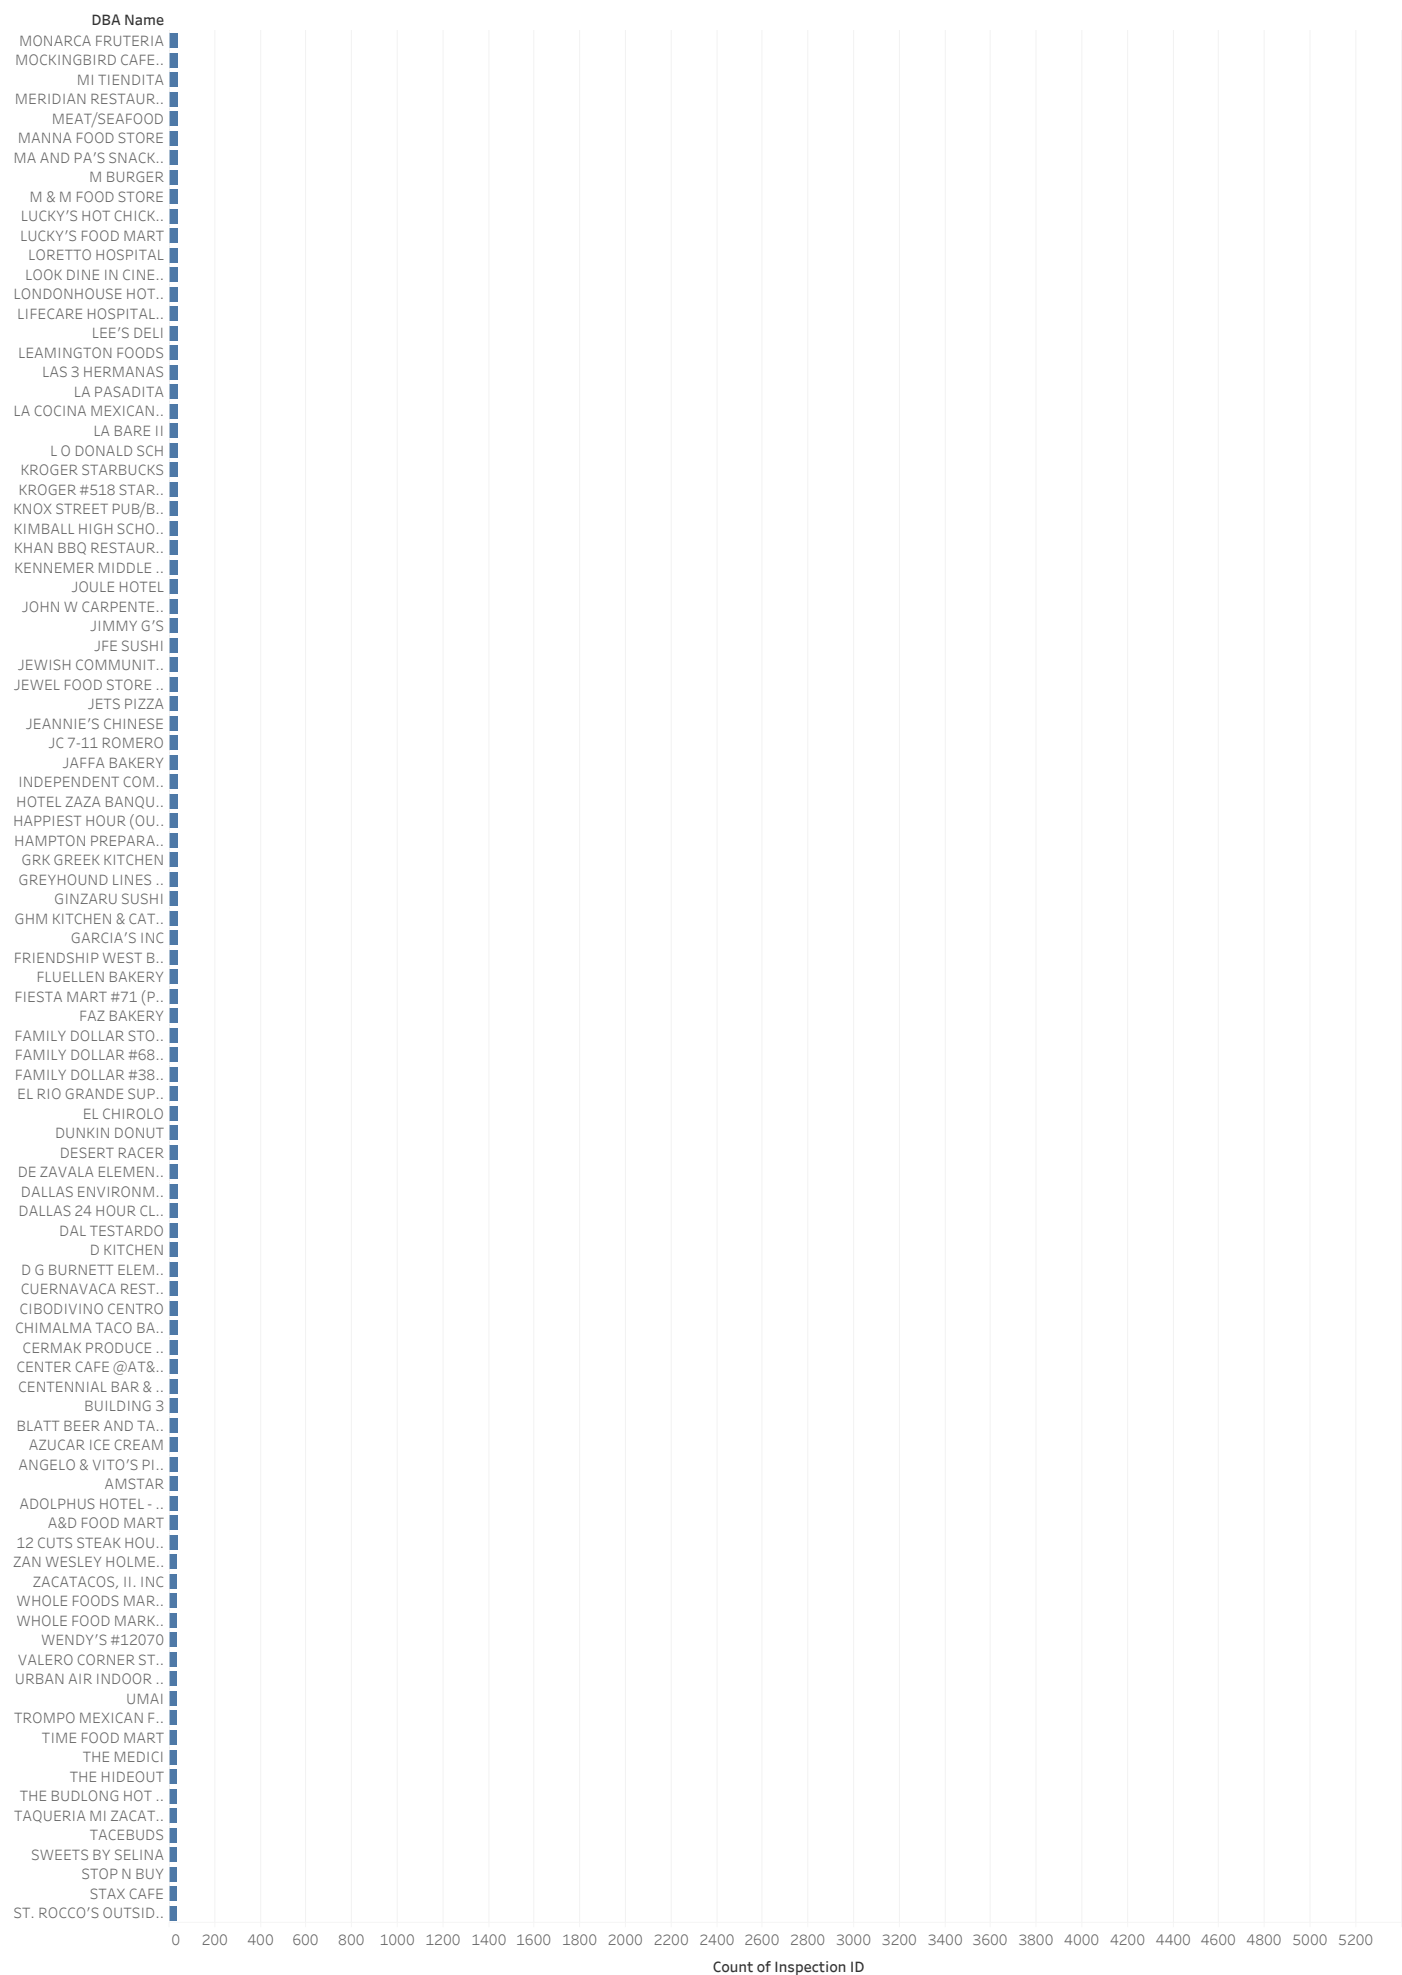 DBA Name
MONARCA FRUTERIA
MOCKINGBIRD CAFE..
MI TIENDITA
MERIDIAN RESTAUR..
MEAT/SEAFOOD
MANNA FOOD STORE
MA AND PA'S SNACK..
M BURGER
M & M FOOD STORE
LUCKY'S HOT CHICK..
LUCKY'S FOOD MART
LORETTO HOSPITAL
LOOK DINE IN CINE..
LONDONHOUSE HOT..
LIFECARE HOSPITAL..
LEE'S DELI
LEAMINGTON FOODS
LAS 3 HERMANAS
LA PASADITA
LA COCINA MEXICAN..
LA BARE II
L O DONALD SCH
KROGER STARBUCKS
KROGER #518 STAR..
KNOX STREET PUB/B..
KIMBALL HIGH SCHO..
KHAN BBQ RESTAUR..
KENNEMER MIDDLE ..
JOULE HOTEL
JOHN W CARPENTE..
JIMMY G'S
JFE SUSHI
JEWISH COMMUNIT..
JEWEL FOOD STORE ..
JETS PIZZA
JEANNIE'S CHINESE
JC 7-11 ROMERO
JAFFA BAKERY
INDEPENDENT COM..
HOTEL ZAZA BANQU..
HAPPIEST HOUR (OU..
HAMPTON PREPARA..
GRK GREEK KITCHEN
GREYHOUND LINES ..
GINZARU SUSHI
GHM KITCHEN & CAT..
GARCIA'S INC
FRIENDSHIP WEST B..
FLUELLEN BAKERY
FIESTA MART #71 (P..
FAZ BAKERY
FAMILY DOLLAR STO..
FAMILY DOLLAR #68..
FAMILY DOLLAR #38..
EL RIO GRANDE SUP..
EL CHIROLO
DUNKIN DONUT
DESERT RACER
DE ZAVALA ELEMEN..
DALLAS ENVIRONM..
DALLAS 24 HOUR CL..
DAL TESTARDO
D KITCHEN
D G BURNETT ELEM..
CUERNAVACA REST..
CIBODIVINO CENTRO
CHIMALMA TACO BA..
CERMAK PRODUCE ..
CENTER CAFE @AT&..
CENTENNIAL BAR & ..
BUILDING 3
BLATT BEER AND TA..
AZUCAR ICE CREAM
ANGELO & VITO'S PI..
AMSTAR
ADOLPHUS HOTEL - ..
A&D FOOD MART
12 CUTS STEAK HOU..
ZAN WESLEY HOLME..
ZACATACOS, II. INC
WHOLE FOODS MAR..
WHOLE FOOD MARK..
WENDY'S #12070
VALERO CORNER ST..
URBAN AIR INDOOR ..
UMAI
TROMPO MEXICAN F..
TIME FOOD MART
THE MEDICI
THE HIDEOUT
THE BUDLONG HOT ..
TAQUERIA MI ZACAT..
TACEBUDS
SWEETS BY SELINA
STOP N BUY
STAX CAFE
ST. ROCCO'S OUTSID..
0 200 400 600 800 1000 1200 1400 1600 1800 2000 2200 2400 2600 2800 3000 3200 3400 3600 3800 4000 4200 4400 4600 4800 5000 5200
Count of Inspection ID